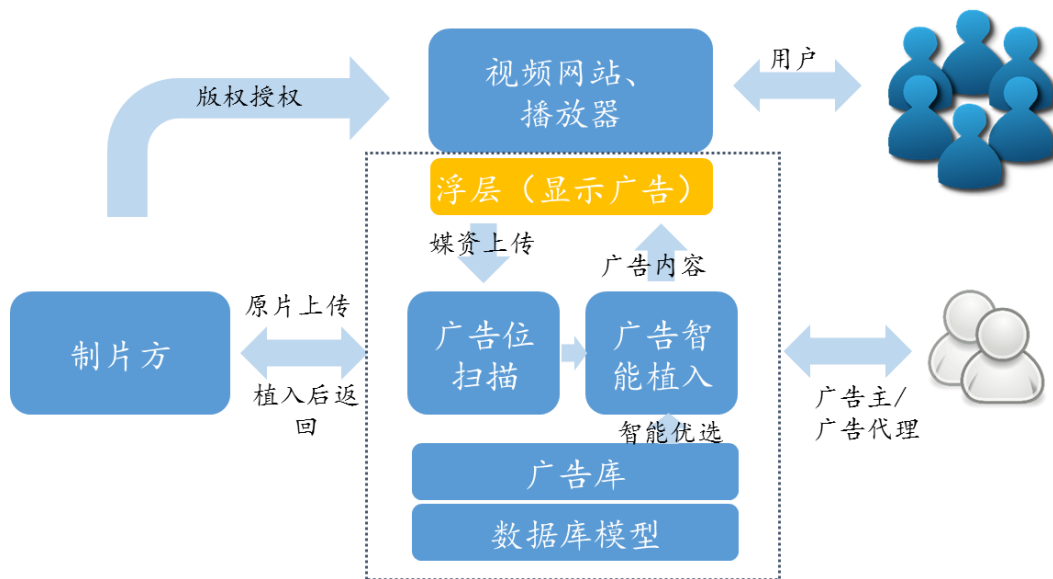 视频网站、
播放器
用户
版权授权
浮层（显示广告）
媒资上传
广告内容
原片上传
制片方
植入后返
回
广告位
扫描
广告智
能植入
广告主/
广告代理
智能优选
广告库
数据库模型